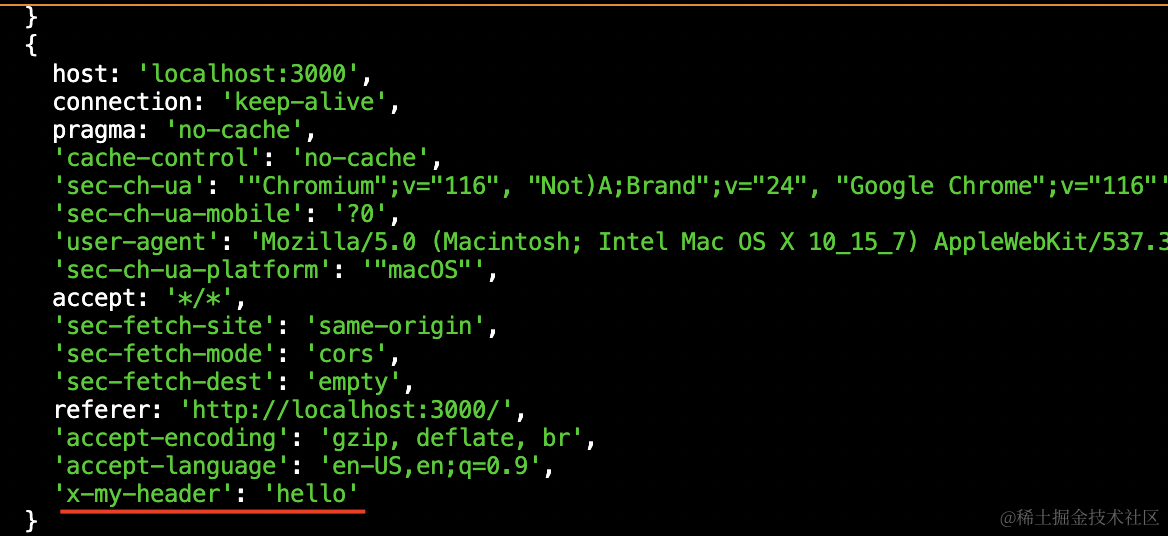 }
{
  host: 'localhost:3000',
  connection: 'keep-alive',
  pragma: 'no-cache',
  'cache-control': 'no-cache',
  'sec-ch-ua': '"Chromium";v="116", "Not)A;Brand";v="24", "Google Chrome";v="116"'
  'sec-ch-ua-mobile': '?0',
  'user-agent': 'Mozilla/5.0 (Macintosh; Intel Mac OS X 10_15_7) AppleWebKit/537.3
  'sec-ch-ua-platform': '"macOS"',
  accept: '*/*',
  'sec-fetch-site': 'same-origin',
  'sec-fetch-mode': 'cors',
  'sec-fetch-dest': 'empty',
  referer: 'http://localhost:3000/',
  'accept-encoding': 'gzip, deflate, br',
  'accept-language': 'en-US,en;q=0.9',
  'x-my-header': 'hello'
}
@稀土掘金技术社区